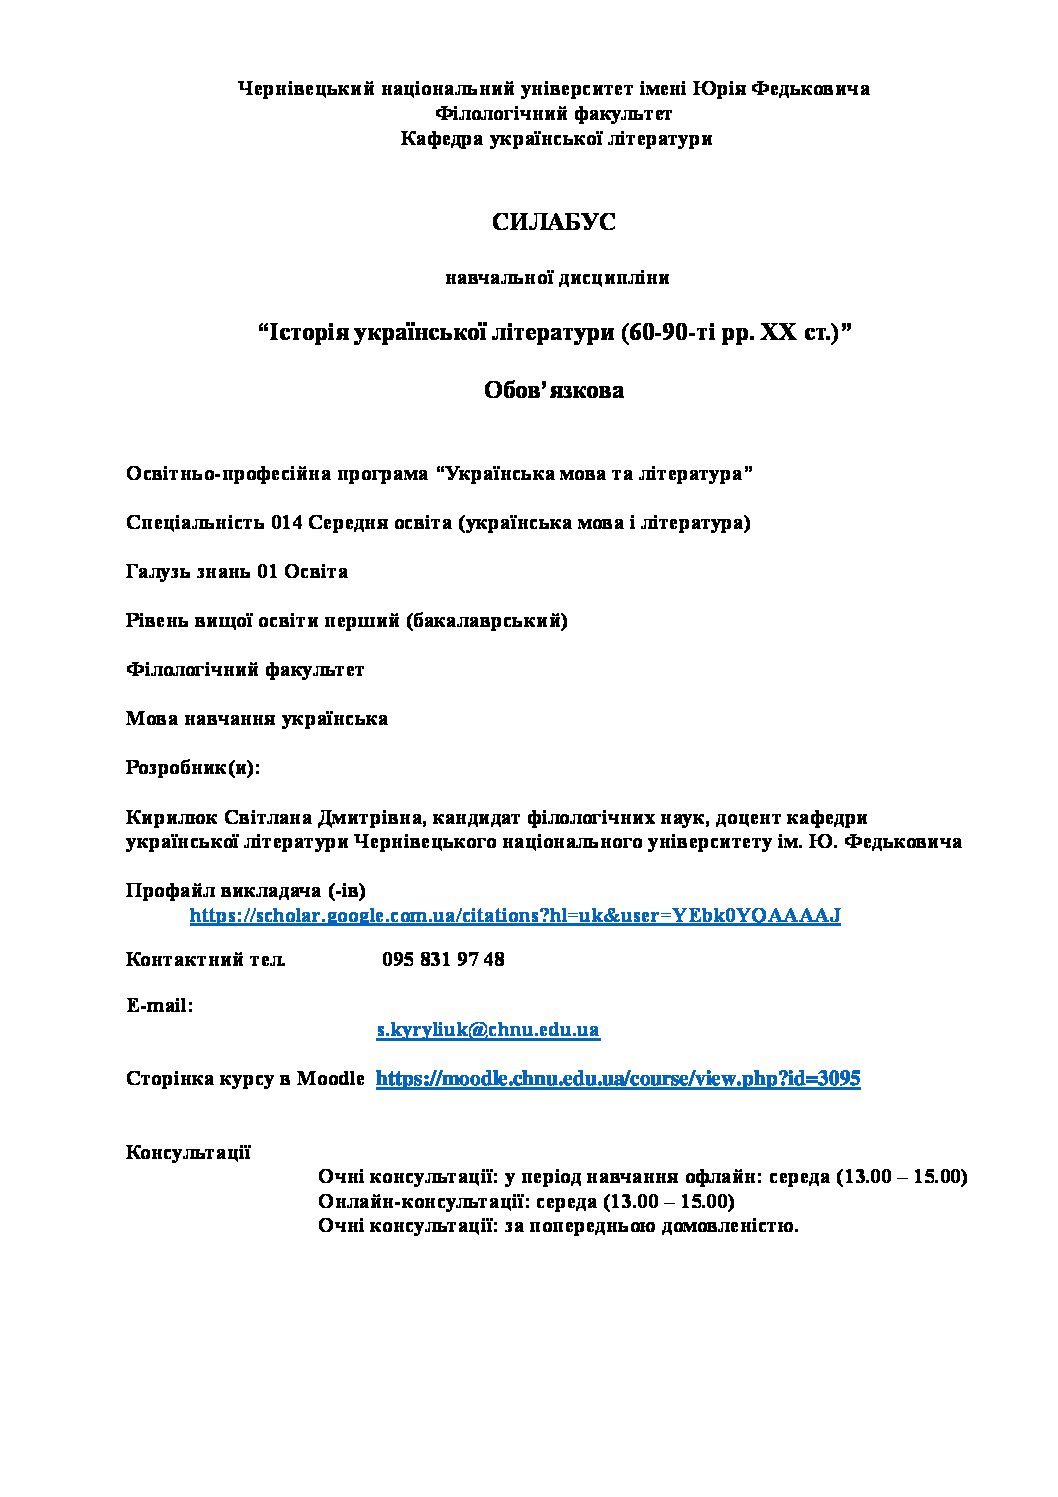 Чернівецький національний університет імені Юрія Федьковича
Філологічний факультет
Кафедра української літератури
СИЛАБУС
навчальної дисципліни
“Історія української літератури (60-90-ті рр. ХХ ст.)”
Обов’язкова
Освітньо-професійна програма “Українська мова та література”
Спеціальність 014 Середня освіта (українська мова і література)
Галузь знань 01 Освіта
Рівень вищої освіти перший (бакалаврський)
Філологічний факультет
Мова навчання українська
Розробник(и):
Кирилюк Світлана Дмитрівна, кандидат філологічних наук, доцент кафедри
української літератури Чернівецького національного університету ім. Ю. Федьковича
Профайл викладача (-ів)
https://scholar.google.com.ua/citations?hl=uk&user=YEbk0YQAAAAJ
Контактний тел. 095 831 97 48
E-mail:
s.kyryliuk@chnu.edu.ua
Сторінка курсу в Moodle https://moodle.chnu.edu.ua/course/view.php?id=3095
Консультації
Очні консультації: у період навчання офлайн: середа (13.00 – 15.00)
Онлайн-консультації: середа (13.00 – 15.00)
Очні консультації: за попередньою домовленістю.